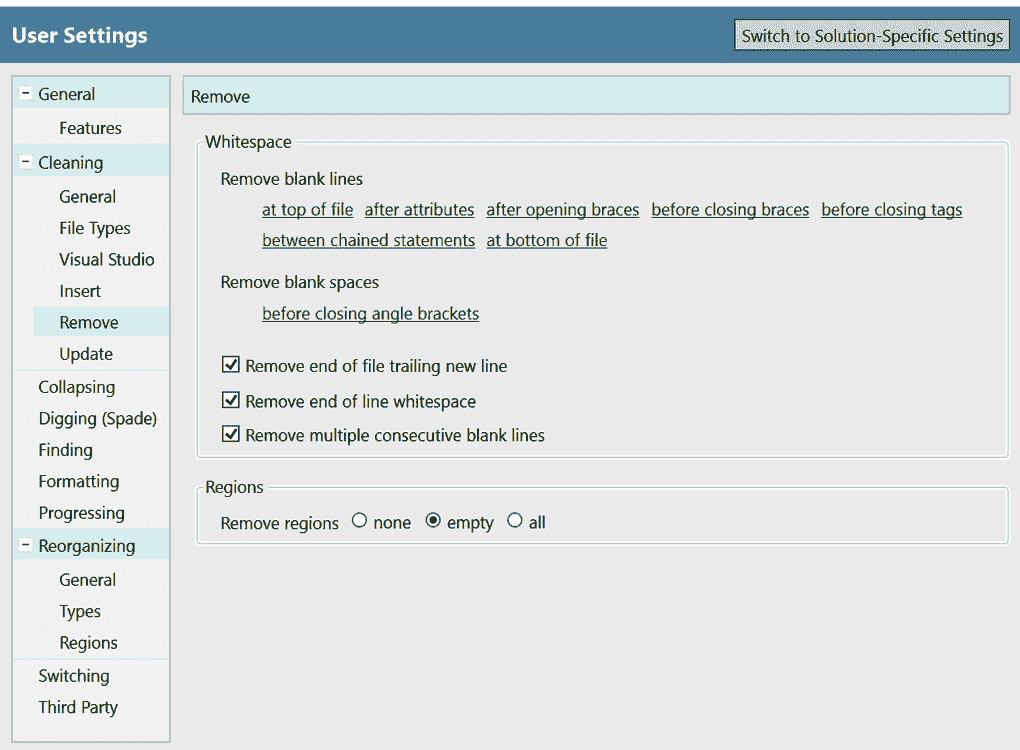 User Settings
Switch to Solution-Specific Settings
General
Features
Cleaning
General
File Types
Visual Studio
Insert
Remove
Update
Collapsing
Digging (Spade)
Finding
Formatting
Progressing
Reorganizing
General
Types
Regions
Switching
Third Party
Remove
Whitespace
Remove blank lines
at top of file after attributes after opening braces before closing braces before closing tags
between chained statements at bottom of file
Remove blank spaces
before closing angle brackets
Remove end of file trailing new line
Remove end of line whitespace
Remove multiple consecutive blank lines
Regions
Remove regions none empty all